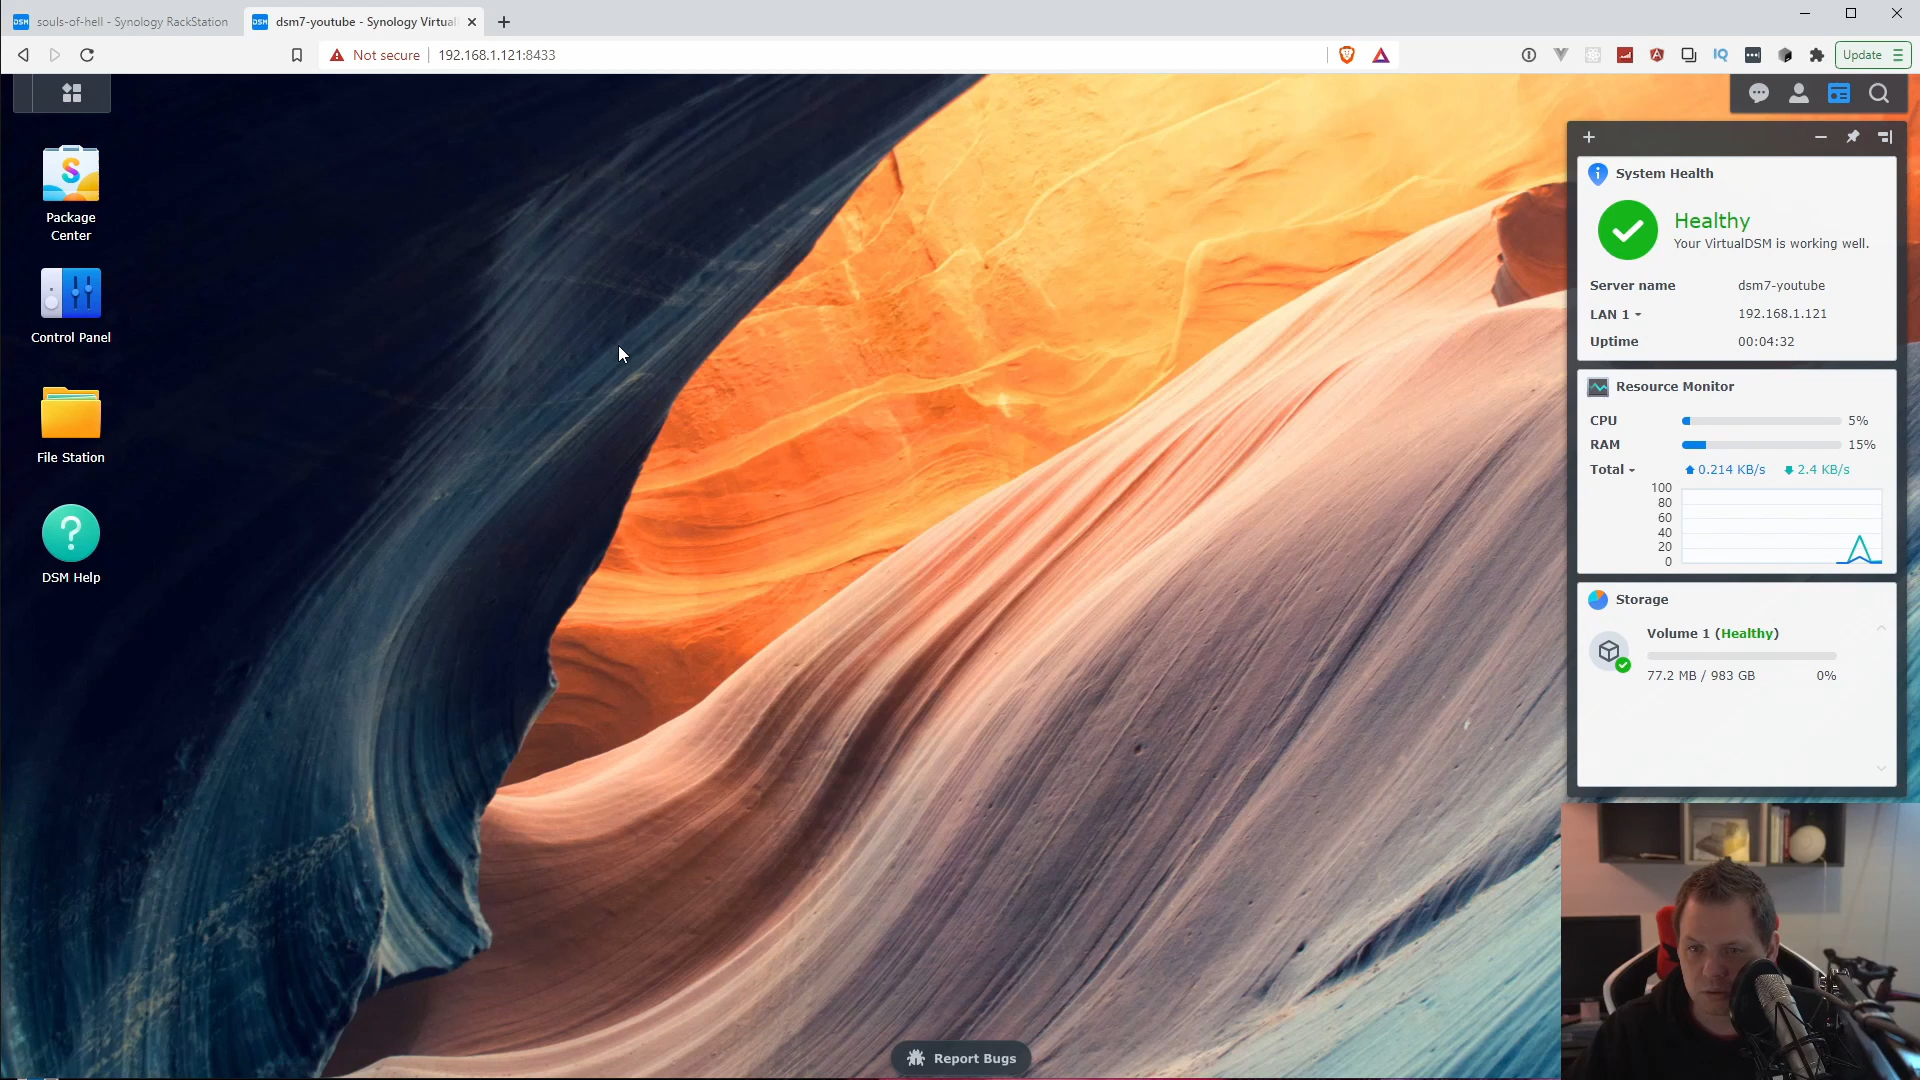 DSM souls-of-hell - Synology RackStation
DSM dsm7-youtube - Synology Virtual
Not secure 192.168.1.121:8433
IQ
Update
Package
Center
Control Panel
File Station
DSM Help
System Health
Healthy
Your VirtualDSM is working well.
Server name dsm7-youtube
LAN 1 192.168.1.121
Uptime 00:04:32
Resource Monitor
CPU 5%
RAM 15%
Total 0.214 KB/s 2.4 KB/s
100
80
60
40
20
0
Storage
Volume 1 (Healthy)
77.2 MB / 983 GB 0%
Report Bugs